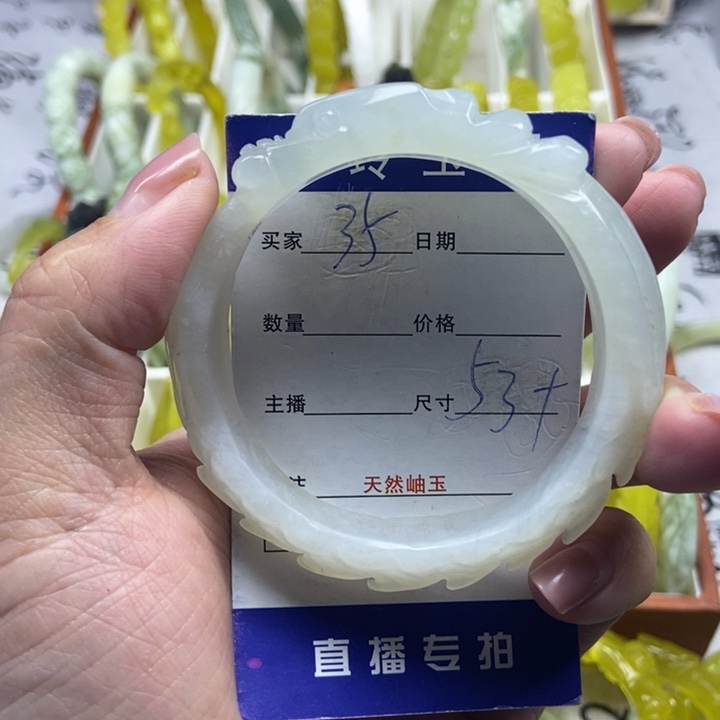 买家 35 日期
数量 价格
主播 尺寸 53+
天然岫玉
直播专拍